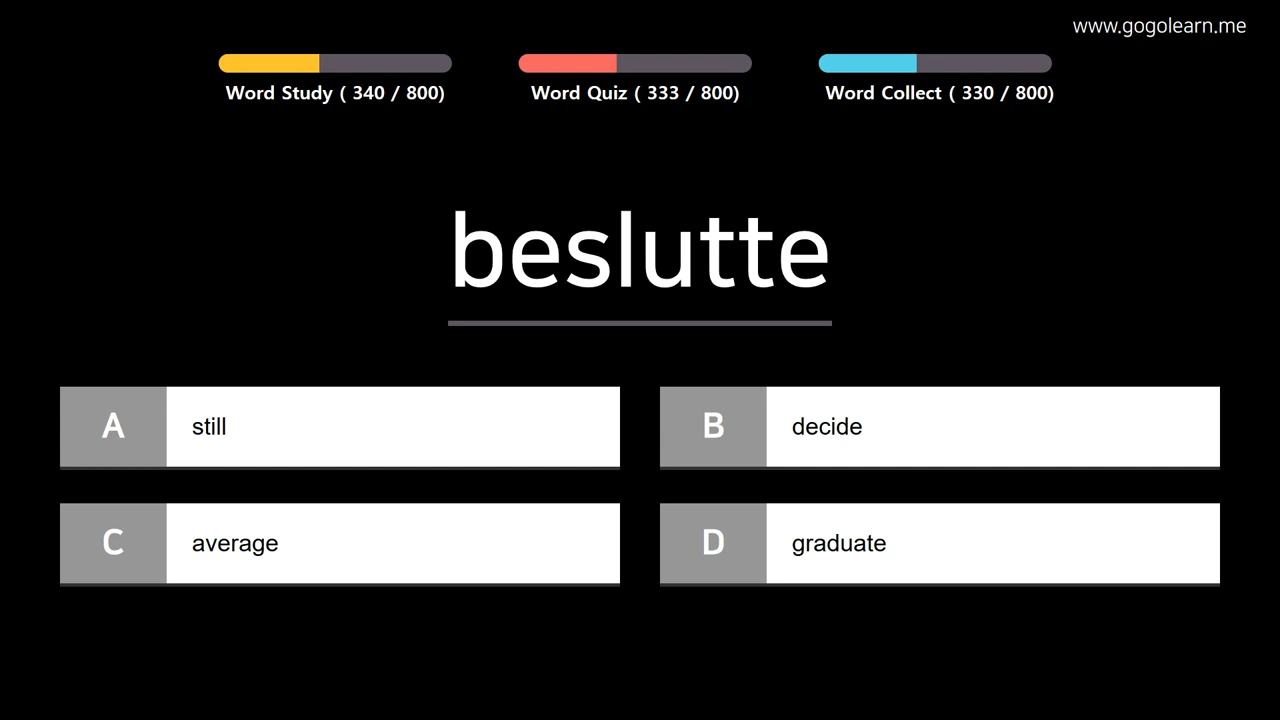 www.gogolearn.me
Word Study ( 340 / 800)
Word Quiz ( 333 / 800)
Word Collect ( 330 / 800)
beslutte
A still
B decide
C average
D graduate